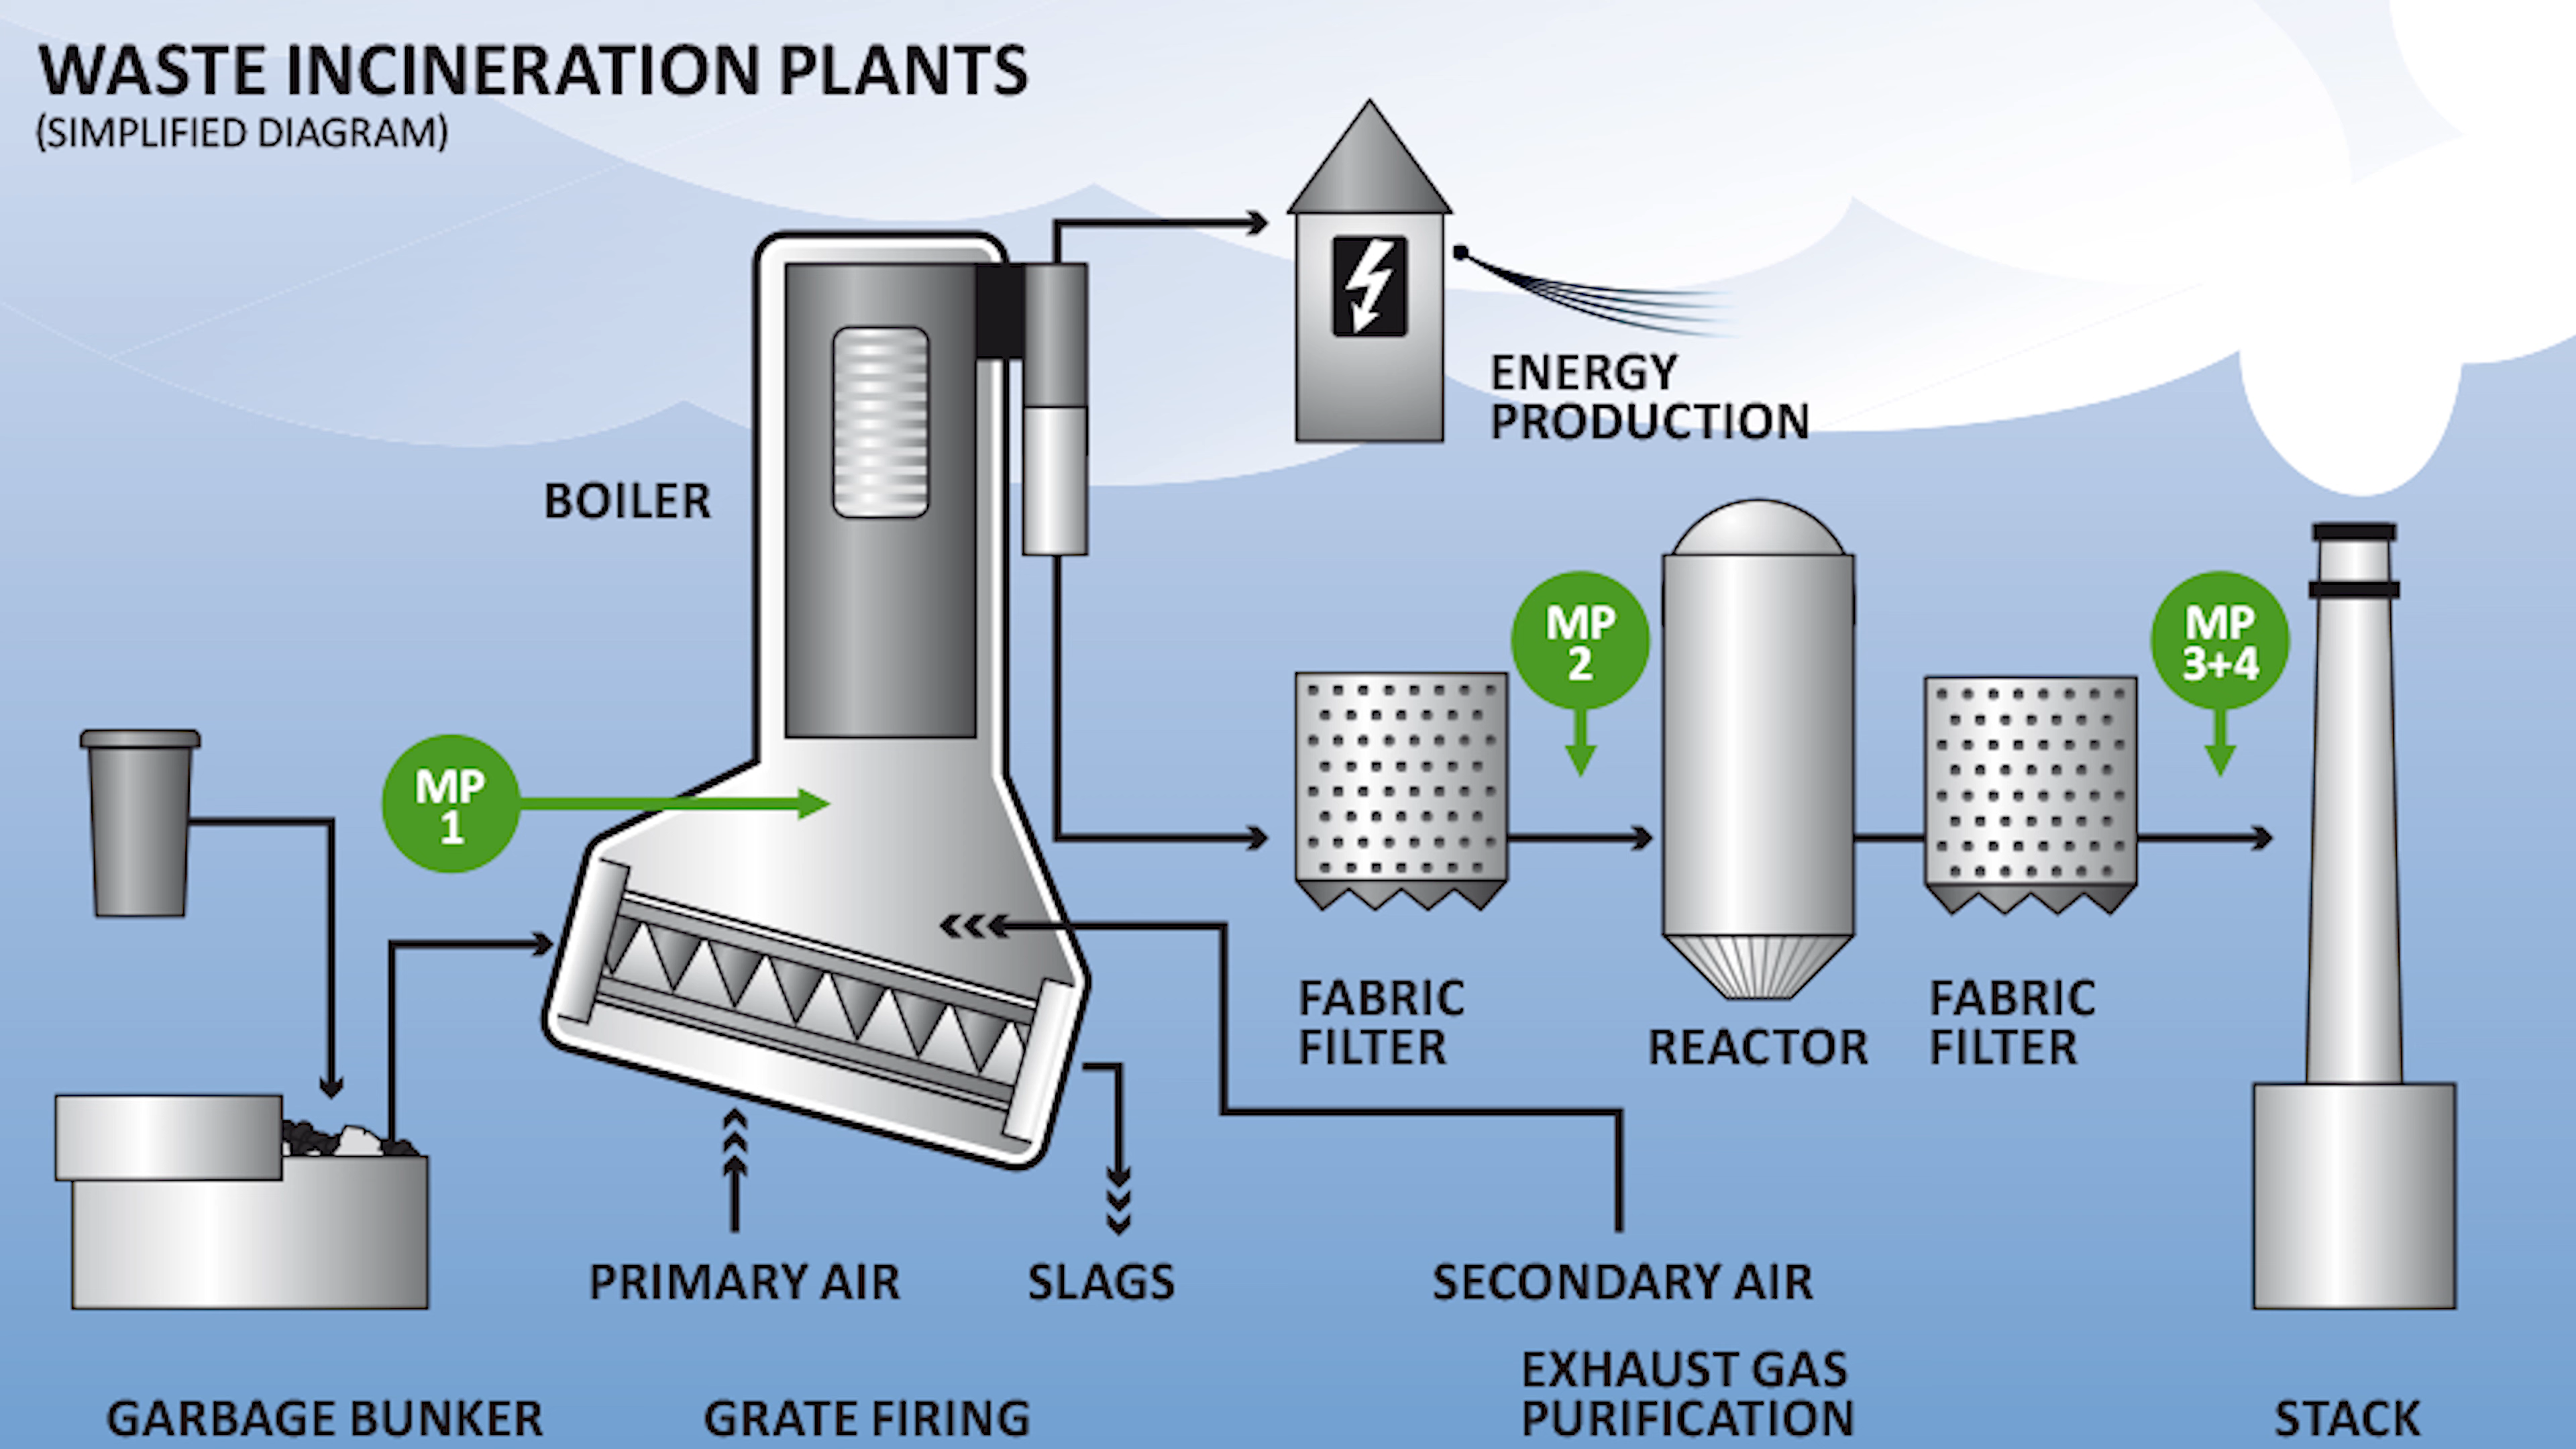 WASTE INCINERATION PLANTS
(SIMPLIFIED DIAGRAM)
ENERGY
PRODUCTION
BOILER
MP
1
MP
2
MP
3+4
FABRIC
FILTER
REACTOR
FABRIC
FILTER
PRIMARY AIR
SLAGS
SECONDARY AIR
GARBAGE BUNKER
GRATE FIRING
EXHAUST GAS
PURIFICATION
STACK